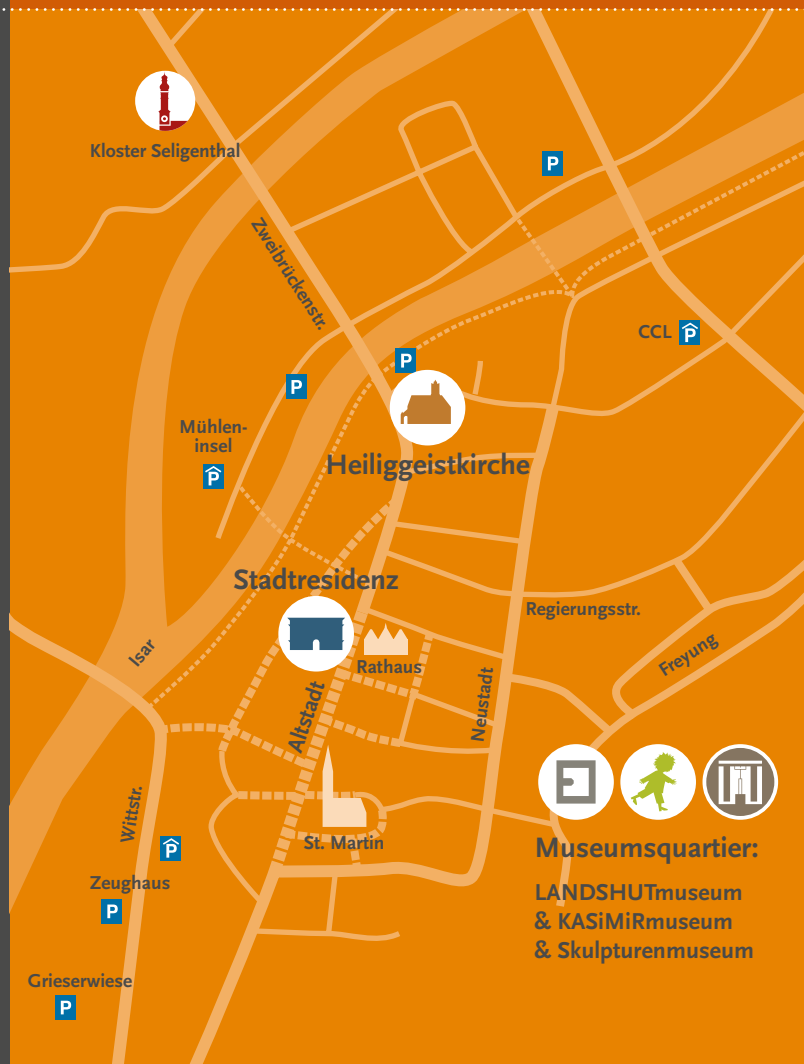 Kloster Seligenthal
P
Zweibrückenstr.
CCL P
P
P
Mühlen-
insel
P
Heiliggeistkirche
Stadtresidenz
Regierungsstr.
Isar
Rathaus
Freyung
Altstadt
Neustadt
Wittstr.
St. Martin
P
Zeughaus
P
Museumsquartier:
LANDSHUTmuseum
& KASiMiRmuseum
& Skulpturenmuseum
Grieserwiese
P